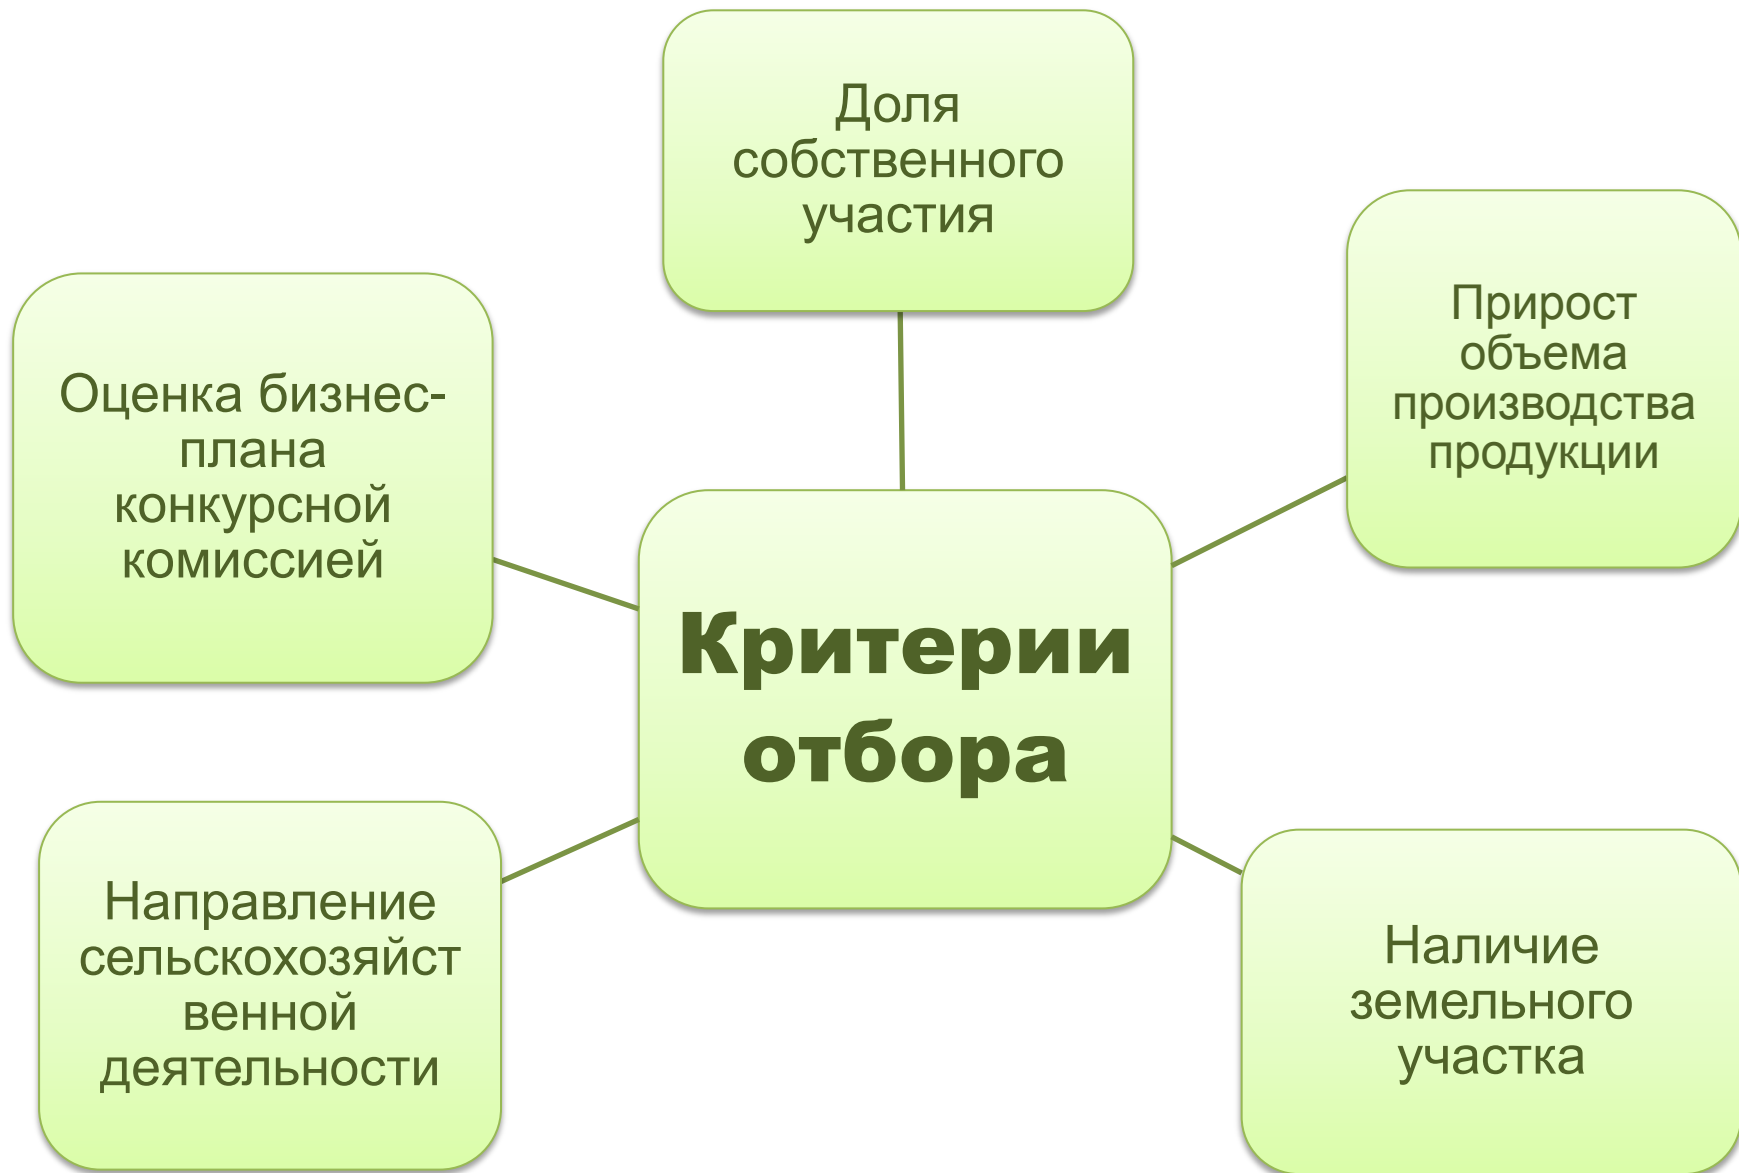 Доля
собственного
участия
Прирост
объема
производства
продукции
Оценка бизнес-
плана
конкурсной
комиссией
Критерии
отбора
Направление
сельскохозяйст
венной
деятельности
Наличие
земельного
участка